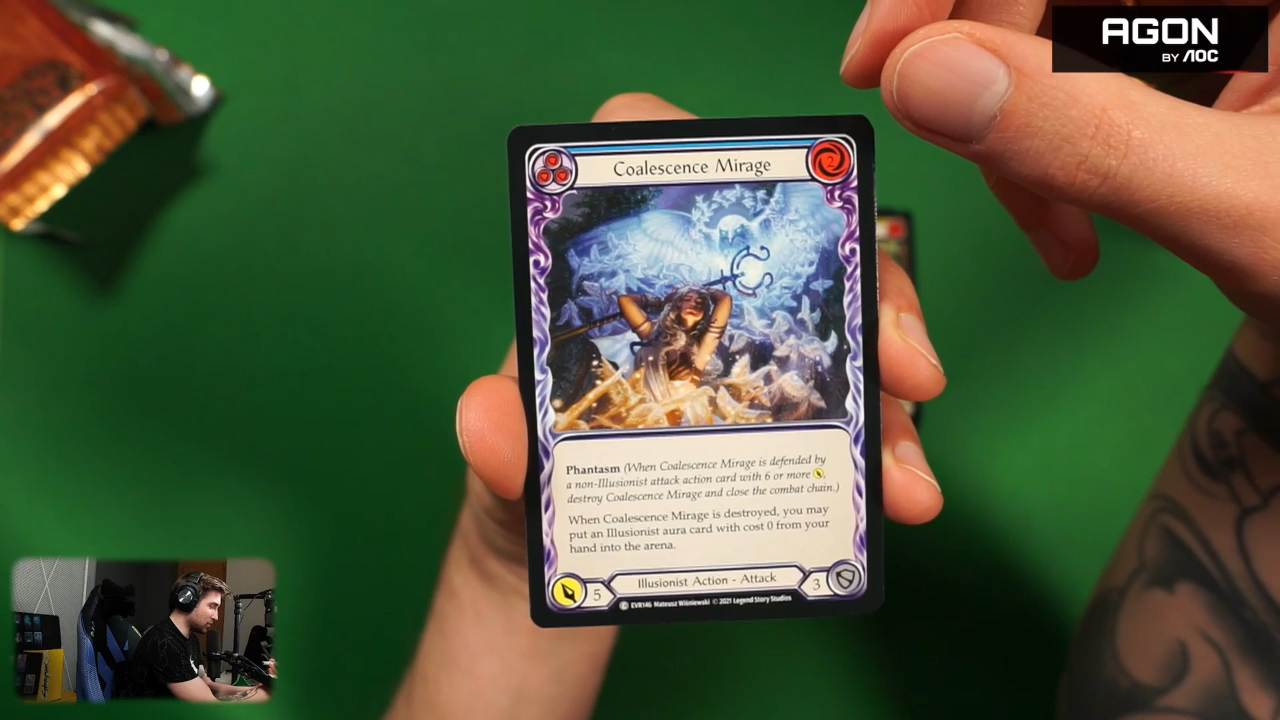 AGON
BY AOC
Coalescence Mirage
2
Phantasm (When Coalescence Mirage is defended by
a non-Illusionist attack action card with 6 or more ,
destroy Coalescence Mirage and close the combat chain.)
When Coalescence Mirage is destroyed, you may
put an Illusionist aura card with cost 0 from your
hand into the arena.
5
Illusionist Action - Attack
3
C EVR146 Mateusz Wiśniewski © 2021 Legend Story Studios